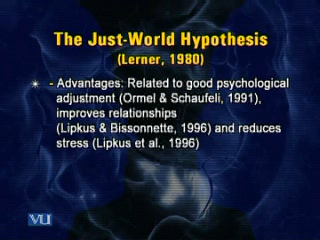 The Just-World Hypothesis
(Lerner, 1980)
- Advantages: Related to good psychological
adjustment (Ormel & Schaufeli, 1991),
improves relationships
(Lipkus & Bissonnette, 1996) and reduces
stress (Lipkus et al., 1996)
VU